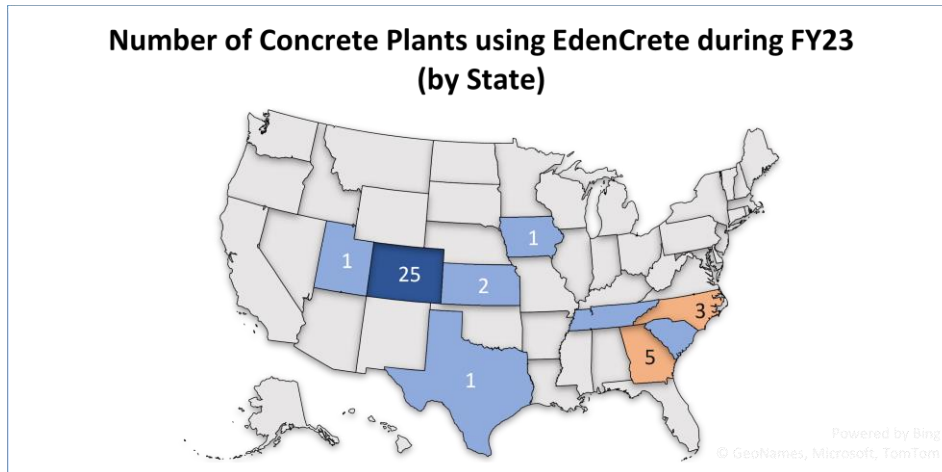 Number of Concrete Plants using EdenCrete during FY23
(by State)
1
1
25
2
3
5
1
Powered by Bing
© GeoNames, Microsoft, TomTom